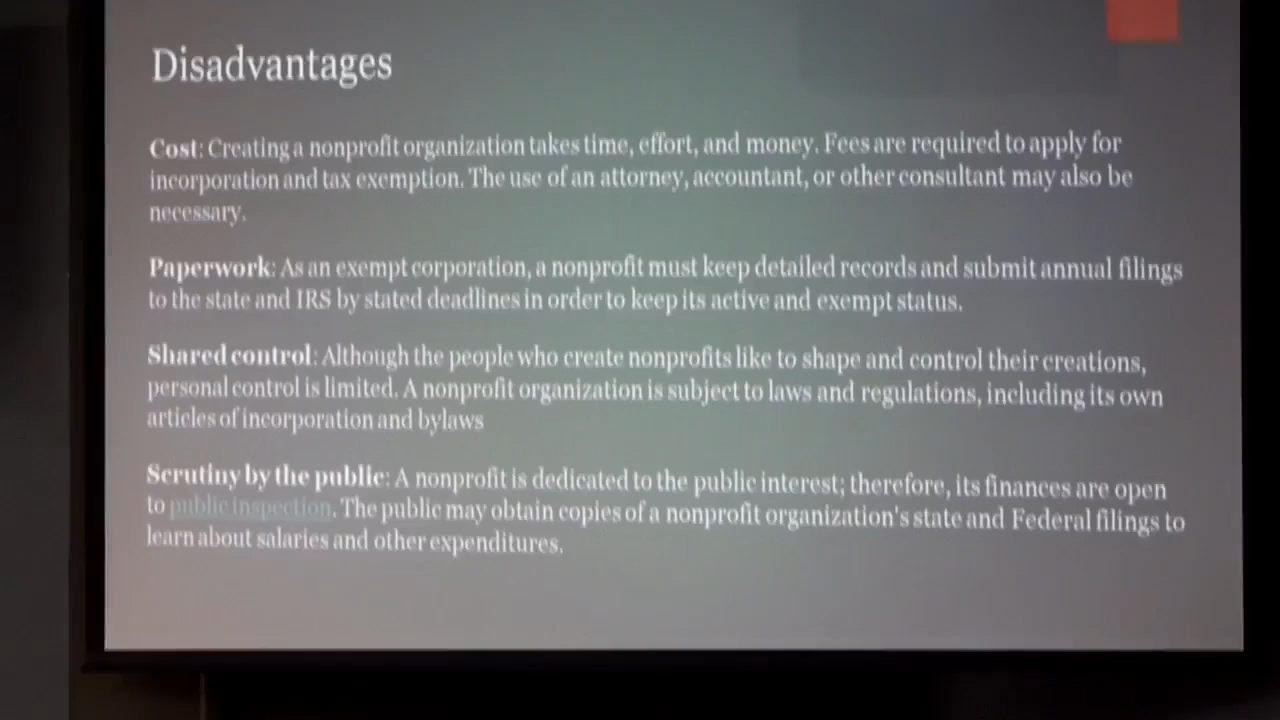 Disadvantages
Cost: Creating a nonprofit organization takes time, effort, and money. Fees are required to apply for
incorporation and tax exemption. The use of an attorney, accountant, or other consultant may also be
necessary.
Paperwork: As an exempt corporation, a nonprofit must keep detailed records and submit annual filings
to the state and IRS by stated deadlines in order to keep its active and exempt status.
Shared control: Although the people who create nonprofits like to shape and control their creations,
personal control is limited. A nonprofit organization is subject to laws and regulations, including its own
articles of incorporation and bylaws
Scrutiny by the public: A nonprofit is dedicated to the public interest; therefore, its finances are open
to public inspection. The public may obtain copies of a nonprofit organization's state and Federal filings to
learn about salaries and other expenditures.